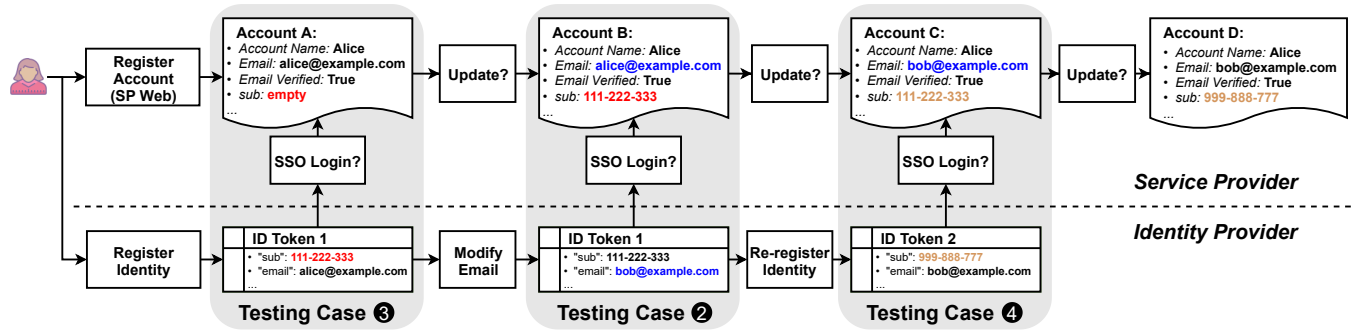 Register
Account
(SP Web)
Account A:
• Account Name: Alice
• Email: alice@example.com
• Email Verified: True
• sub: empty
...
Update?
Account B:
• Account Name: Alice
• Email: alice@example.com
• Email Verified: True
• sub: 111-222-333
...
Update?
Account C:
• Account Name: Alice
• Email: bob@example.com
• Email Verified: True
• sub: 111-222-333
...
Update?
Account D:
• Account Name: Alice
• Email: bob@example.com
• Email Verified: True
• sub: 999-888-777
...
SSO Login?
SSO Login?
SSO Login?
Service Provider
Identity Provider
Register
Identity
ID Token 1
• "sub": 111-222-333
• "email": alice@example.com
...
Modify
Email
ID Token 1
• "sub": 111-222-333
• "email": bob@example.com
...
Re-register
Identity
ID Token 2
• "sub": 999-888-777
• "email": bob@example.com
...
Testing Case ❸
Testing Case ❷
Testing Case ❹